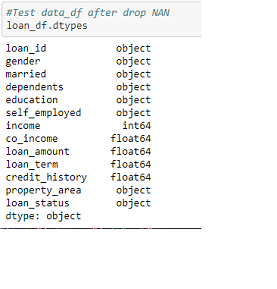 #Test data_df after drop NAN
loan_df.dtypes
loan_id object
gender object
married object
dependents object
education object
self_employed object
income int64
co_income float64
loan_amount float64
loan_term float64
credit_history float64
property_area object
loan_status object
dtype: object